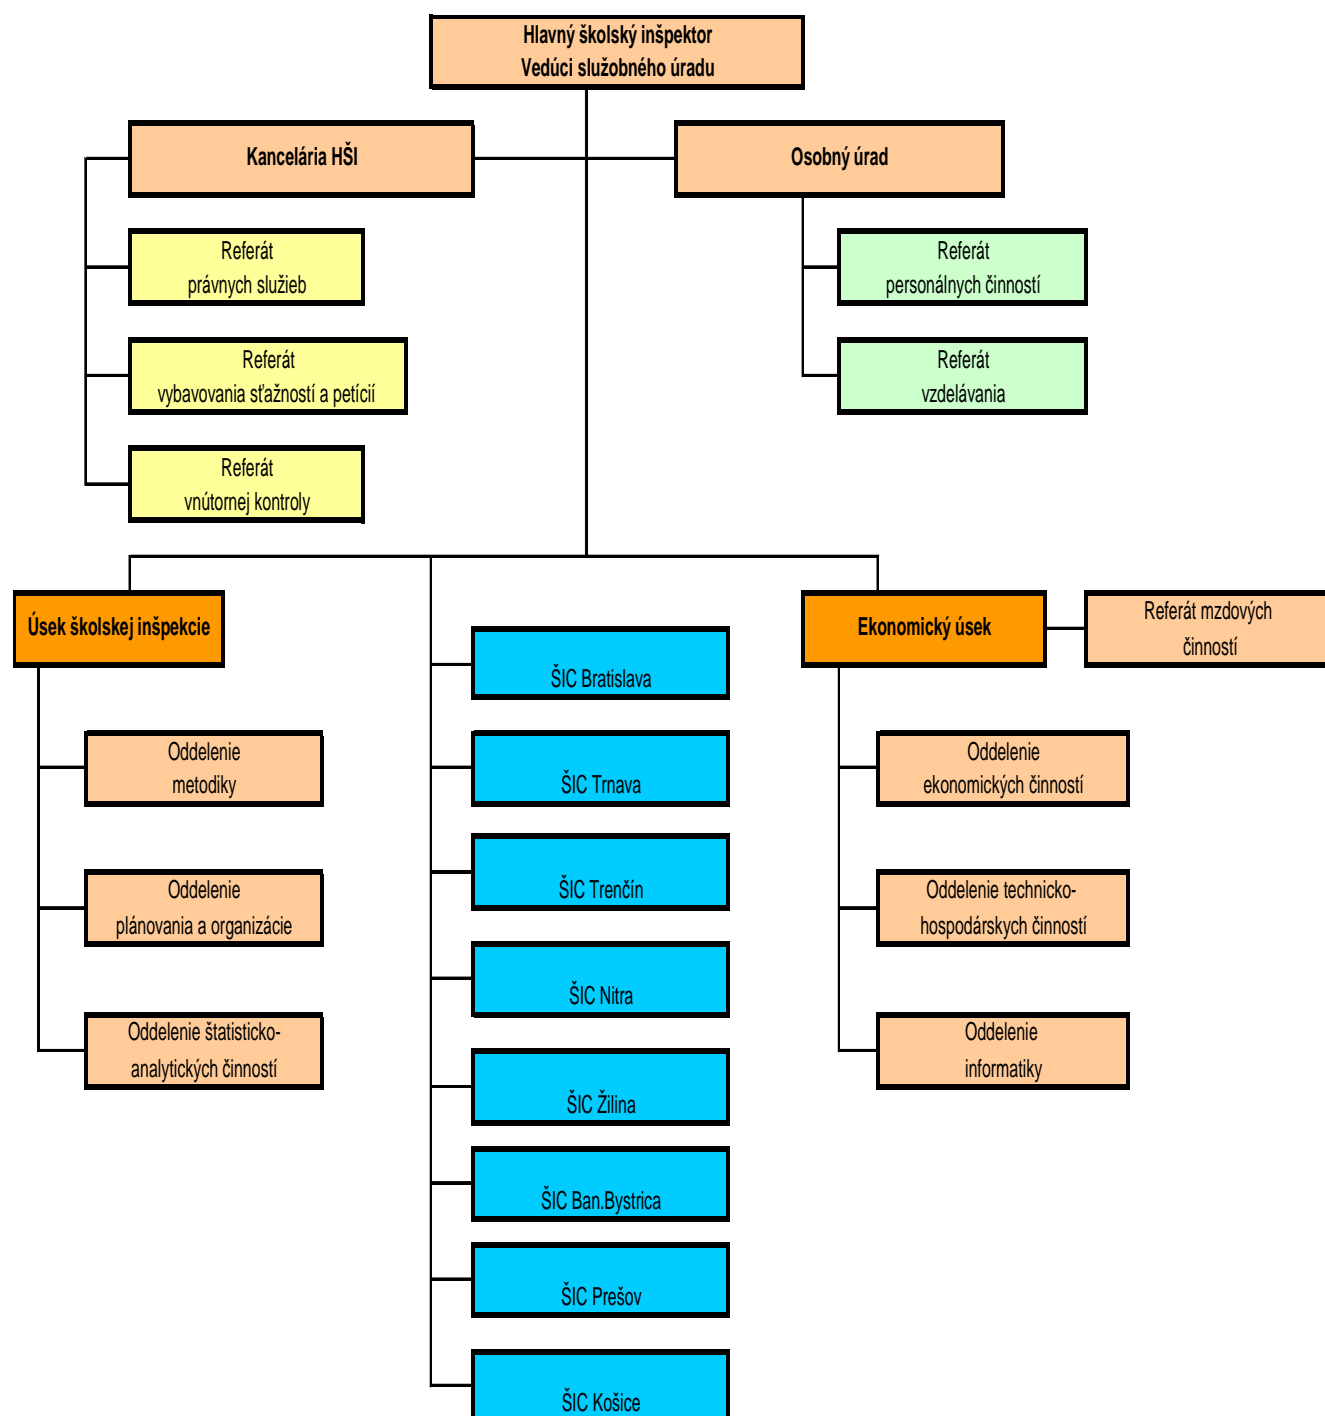 Hlavný školský inšpektor
Vedúci služobného úradu
Kancelária HŠI
Osobný úrad
Referát
právnych služieb
Referát
personálnych činností
Referát
vybavovania sťažností a petícií
Referát
vzdelávania
Referát
vnútornej kontroly
Úsek školskej inšpekcie
Ekonomický úsek
Referát mzdových
činností
ŠIC Bratislava
Oddelenie
metodiky
ŠIC Trnava
Oddelenie
ekonomických činností
Oddelenie
plánovania a organizácie
ŠIC Trenčín
Oddelenie technicko-
hospodárskych činností
ŠIC Nitra
Oddelenie štatisticko-
analytických činností
Oddelenie
informatiky
ŠIC Žilina
ŠIC Ban.Bystrica
ŠIC Prešov
ŠIC Košice